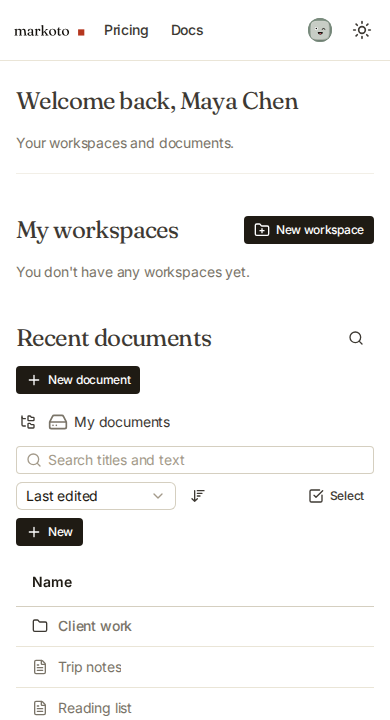 markoto Pricing Docs
Welcome back, Maya Chen
Your workspaces and documents.
My workspaces New workspace
You don't have any workspaces yet.
Recent documents
New document
My documents
Search titles and text
Last edited Select
New
Name
Client work
Trip notes
Reading list